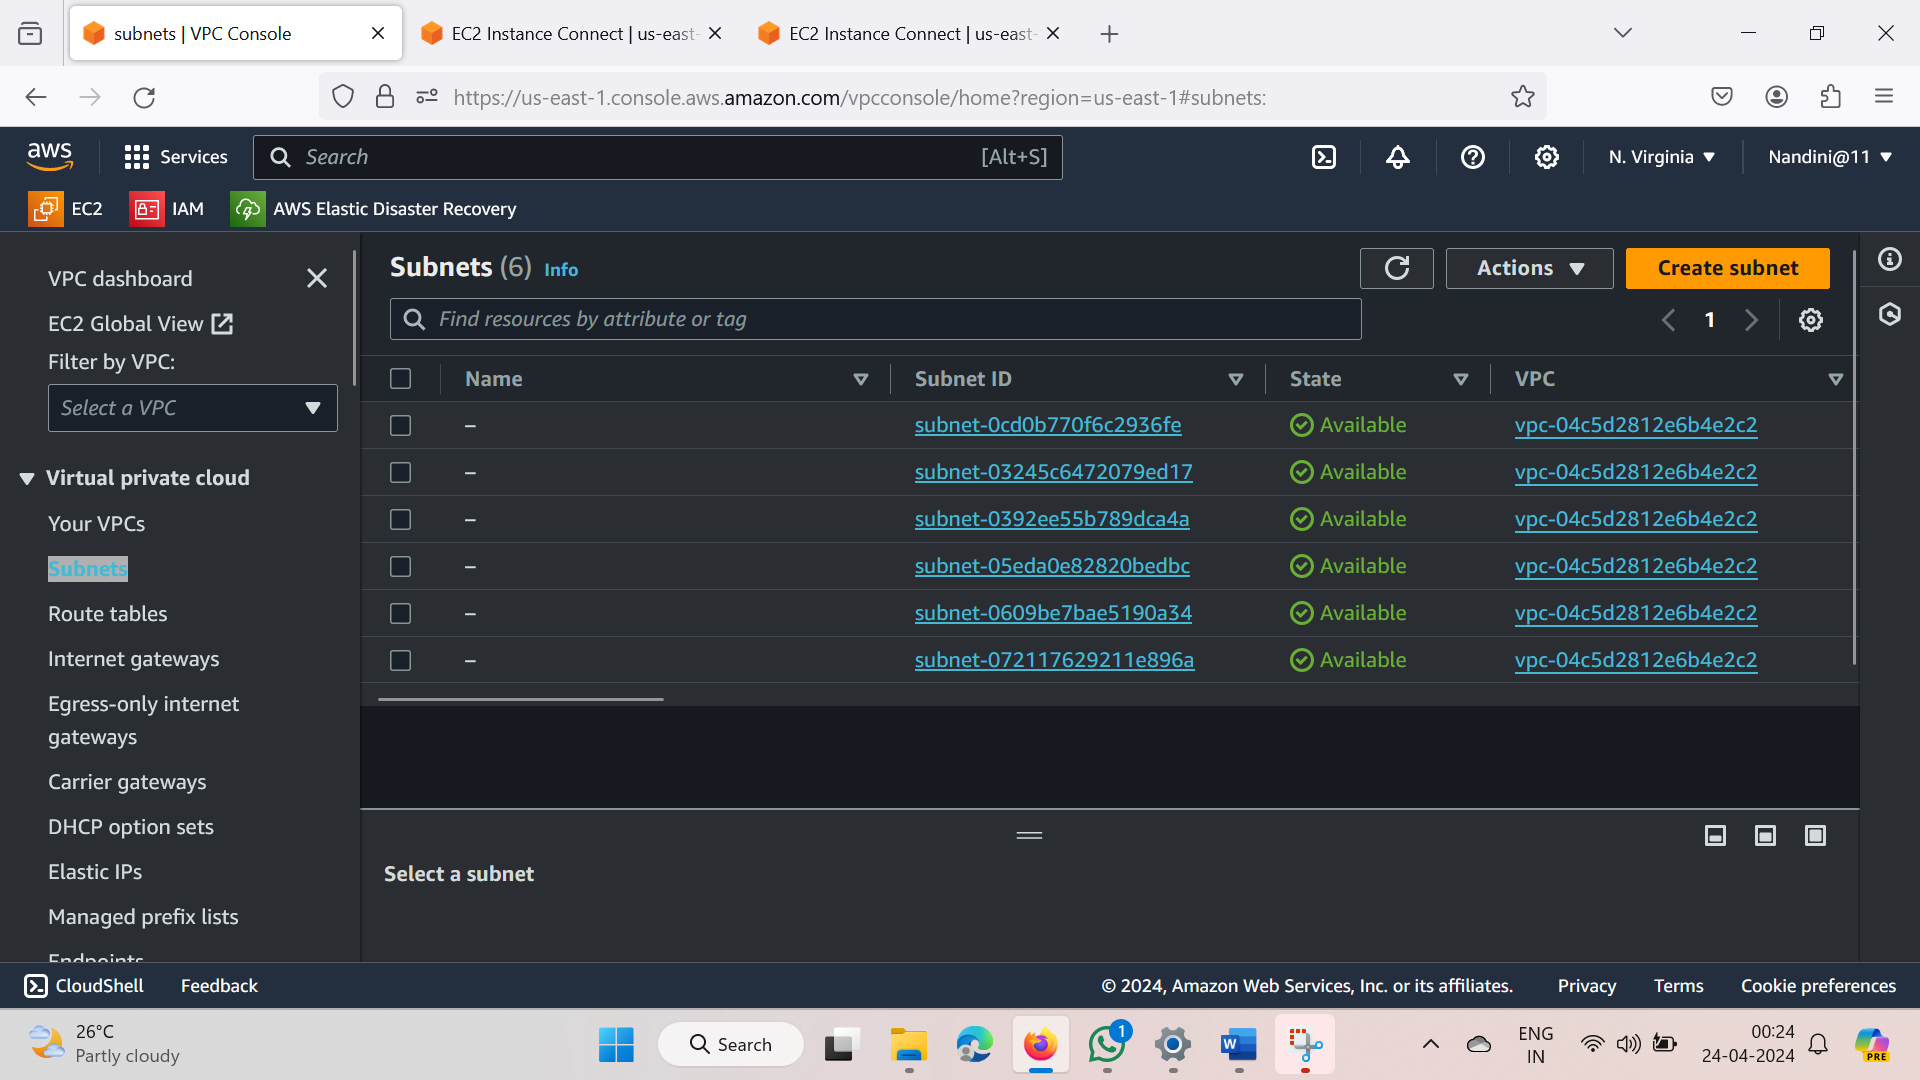 subnets | VPC Console
EC2 Instance Connect | us-east-
EC2 Instance Connect | us-east-
https://us-east-1.console.aws.amazon.com/vpcconsole/home?region=us-east-1#subnets:
aws
Services
Search
[Alt+S]
N. Virginia
Nandini@11
EC2
IAM
AWS Elastic Disaster Recovery
VPC dashboard
EC2 Global View
Filter by VPC:
Select a VPC
Virtual private cloud
Your VPCs
Subnets
Route tables
Internet gateways
Egress-only internet
gateways
Carrier gateways
DHCP option sets
Elastic IPs
Managed prefix lists
Endpoints
Subnets (6) Info
Actions
Create subnet
Find resources by attribute or tag
1
Name Subnet ID State VPC
– subnet-0cd0b770f6c2936fe Available vpc-04c5d2812e6b4e2c2
– subnet-03245c6472079ed17 Available vpc-04c5d2812e6b4e2c2
– subnet-0392ee55b789dca4a Available vpc-04c5d2812e6b4e2c2
– subnet-05eda0e82820bedbc Available vpc-04c5d2812e6b4e2c2
– subnet-0609be7bae5190a34 Available vpc-04c5d2812e6b4e2c2
– subnet-072117629211e896a Available vpc-04c5d2812e6b4e2c2
Select a subnet
CloudShell
Feedback
© 2024, Amazon Web Services, Inc. or its affiliates.
Privacy
Terms
Cookie preferences
26°C
Partly cloudy
Search
1
W
ENG
IN
00:24
24-04-2024
PRE